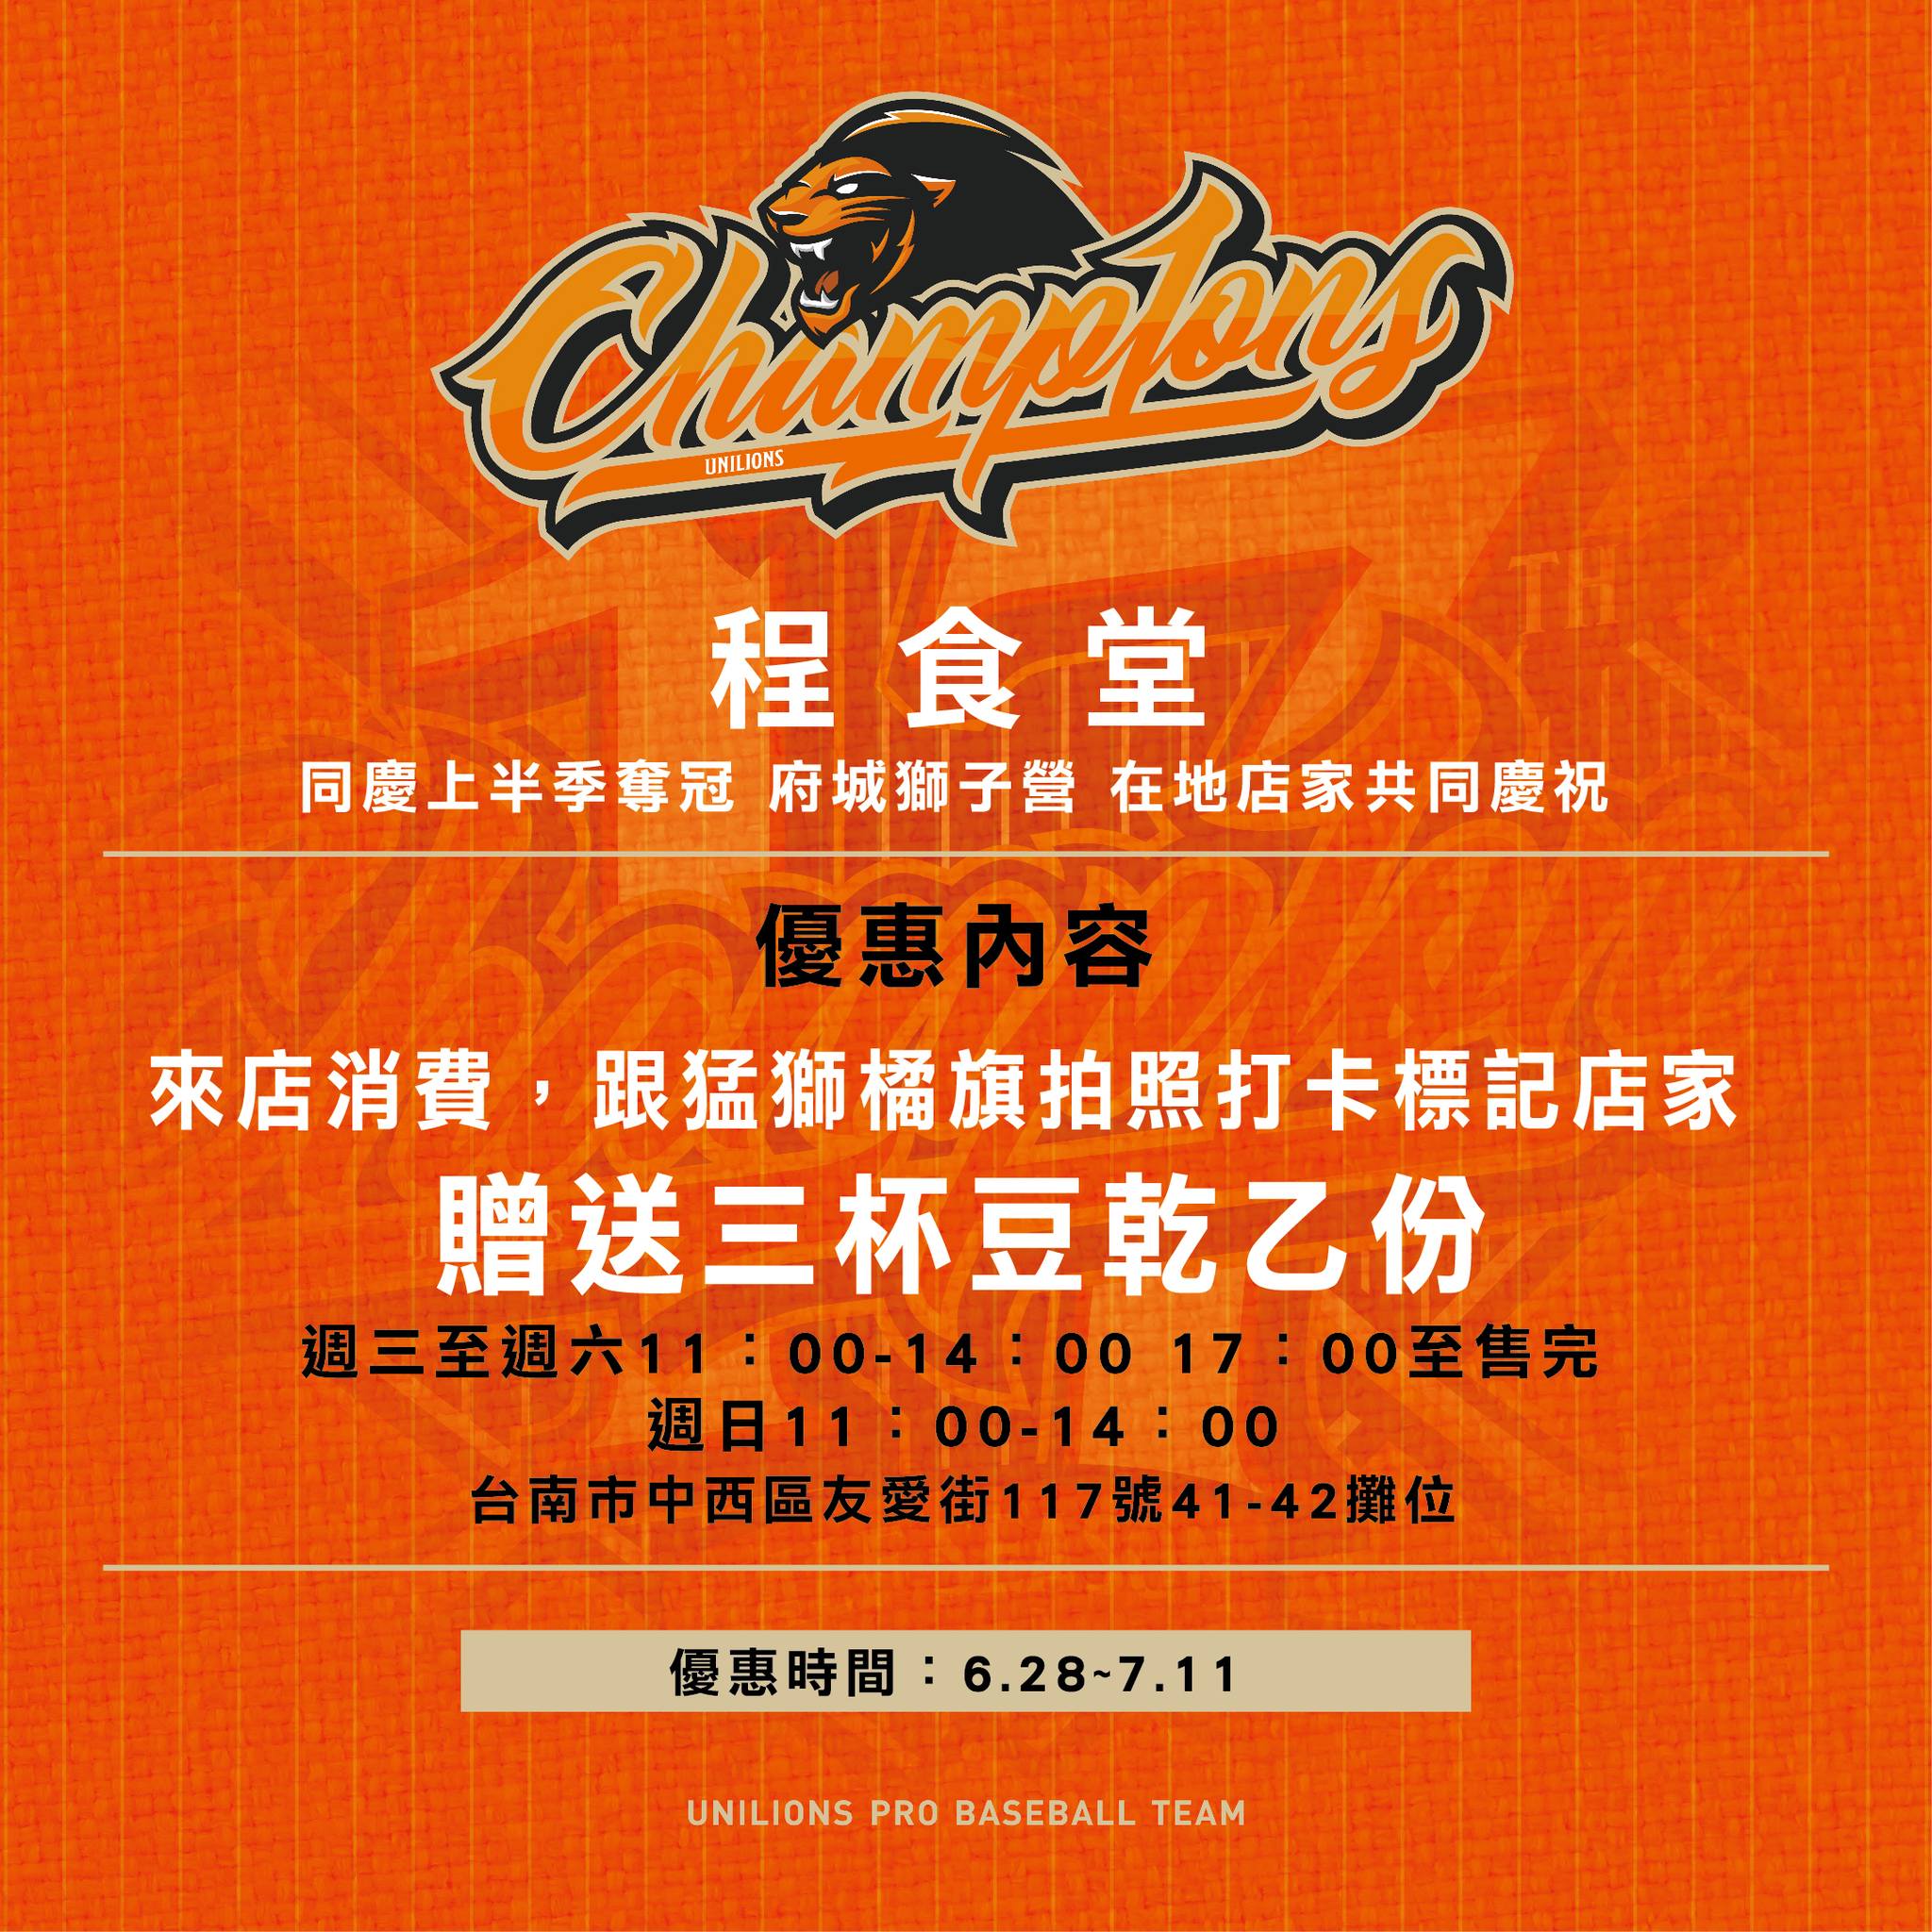 Champ1ons
UNILIONS
程食堂
同慶上半季奪冠 府城獅子營 在地店家共同慶祝
優惠內容
來店消費，跟猛獅橘旗拍照打卡標記店家
贈送三杯豆乾乙份
週三至週六11：00-14：00 17：00至售完
週日11：00-14：00
台南市中西區友愛街117號41-42攤位
優惠時間：6.28~7.11
UNILIONS PRO BASEBALL TEAM